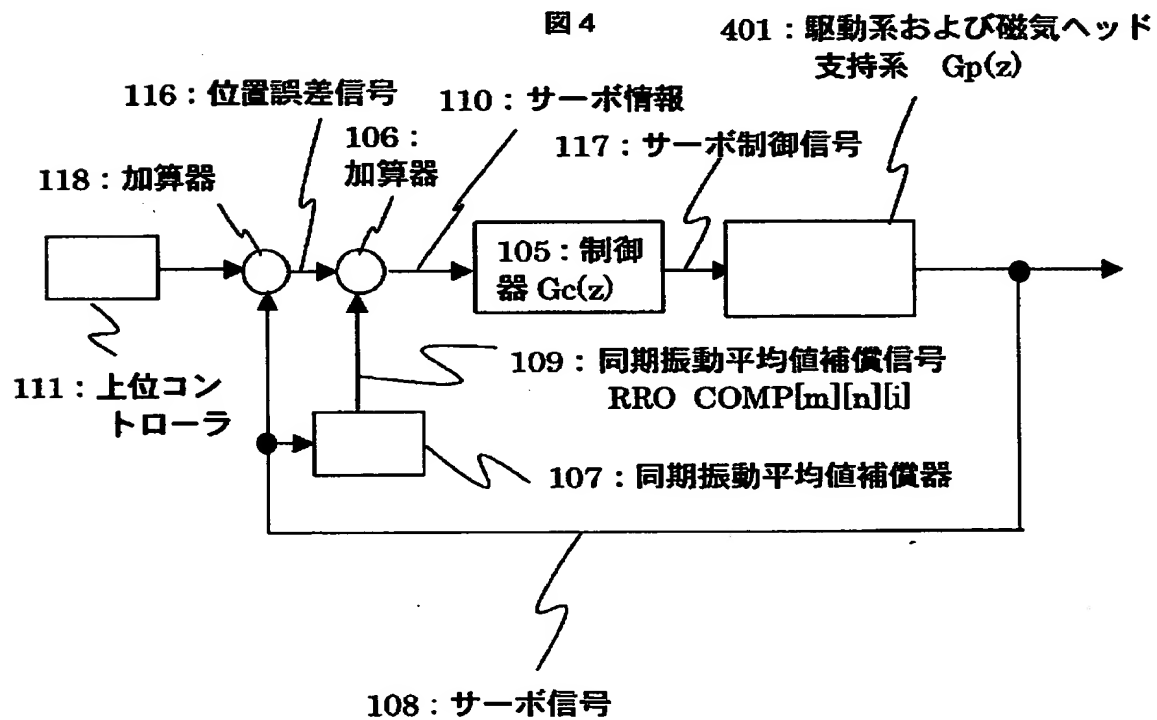 図4
401：駆動系および磁気ヘッド
支持系 Gp(z)
116：位置誤差信号
110：サーボ情報
106：
加算器
117：サーボ制御信号
118：加算器
105：制御
器 Gc(z)
109：同期振動平均値補償信号
RRO COMP[m][n][i]
111：上位コン
トローラ
107：同期振動平均値補償器
108：サーボ信号